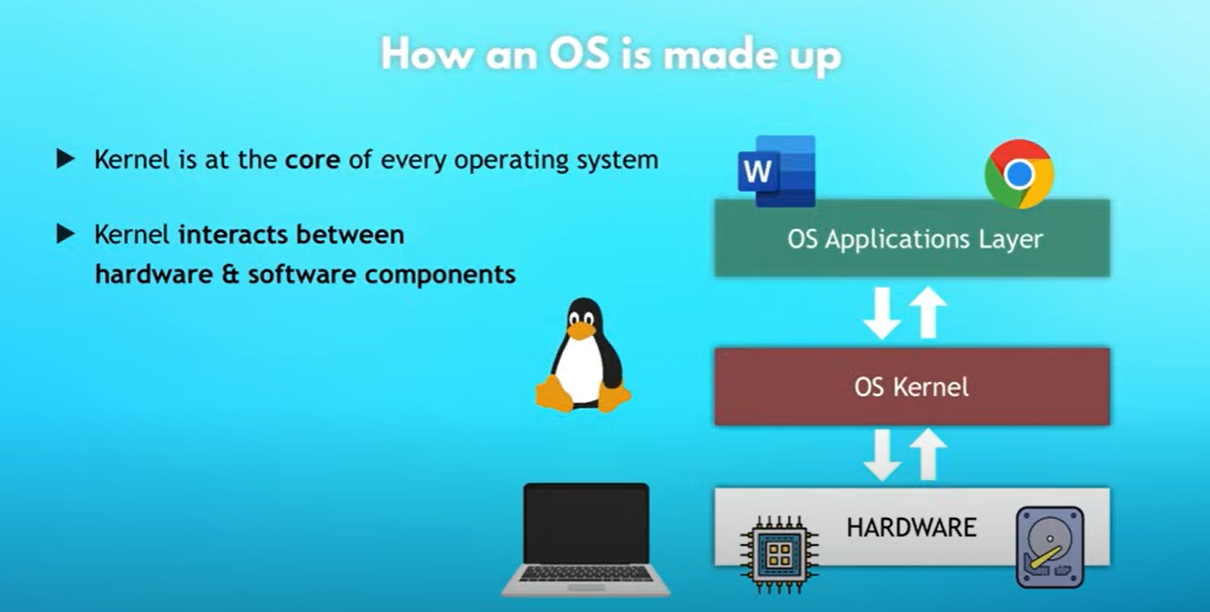 How an OS is made up
▶ Kernel is at the core of every operating system
▶ Kernel interacts between
hardware & software components
W
OS Applications Layer
OS Kernel
HARDWARE